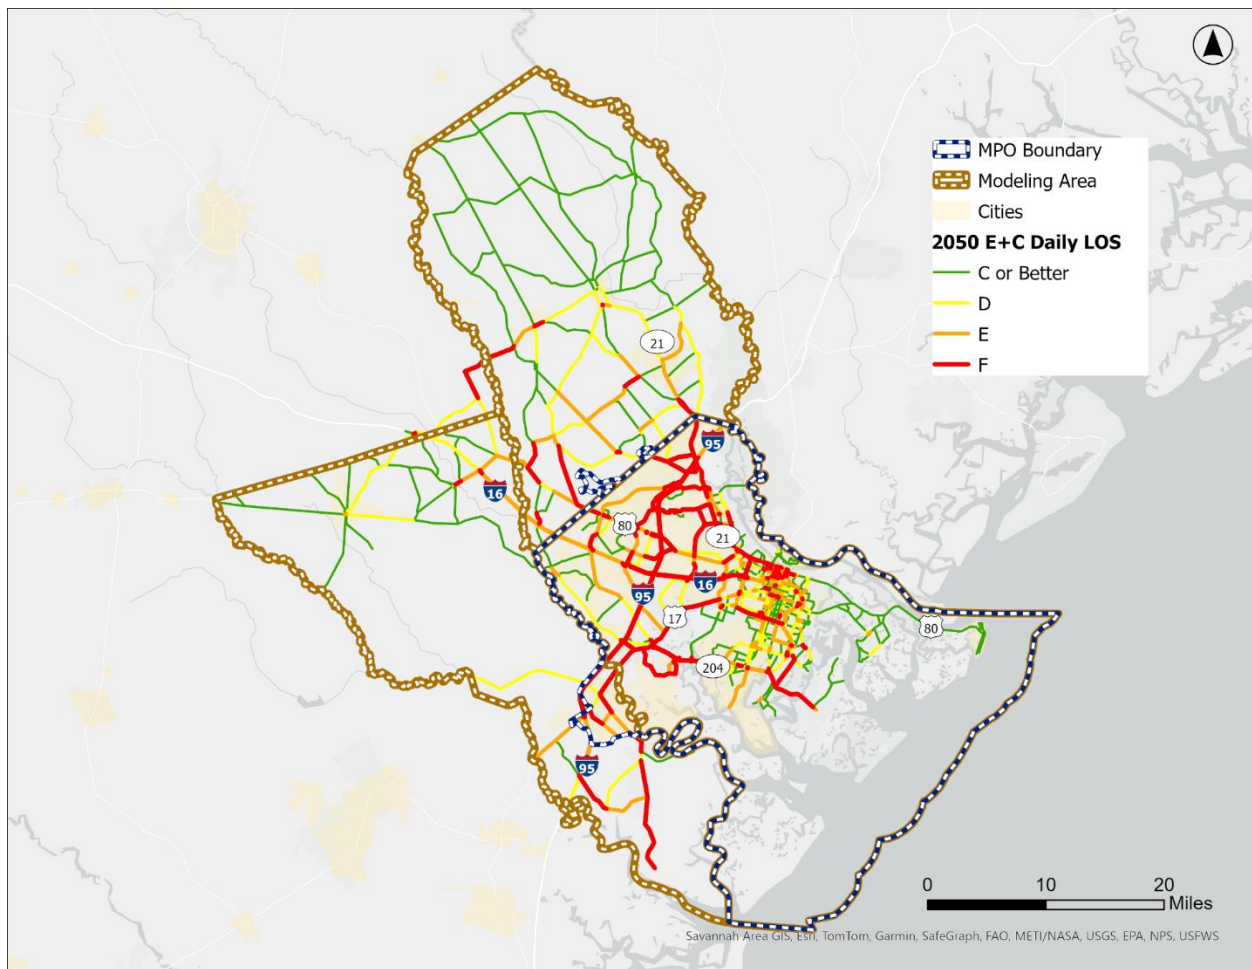 MPO Boundary
Modeling Area
Cities
2050 E+C Daily LOS
C or Better
D
E
F
21
95
16
80
21
95
16
17
80
204
95
0 10 20
Miles
Savannah Area GIS, Esri, TomTom, Garmin, SafeGraph, FAO, METI/NASA, USGS, EPA, NPS, USFWS